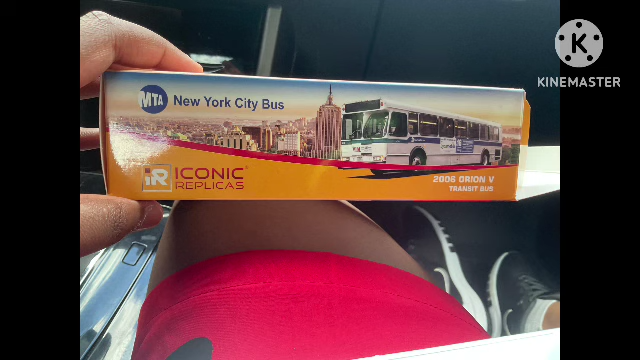 MTA New York City Bus
KINEMASTER
iR ICONIC REPLICAS
2006 ORION V
TRANSIT BUS